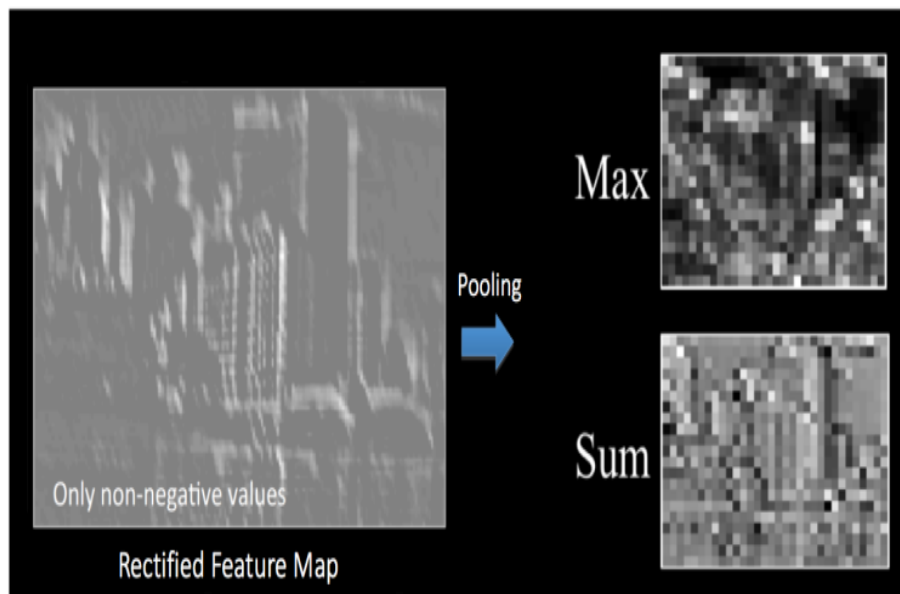 Only non-negative values
Rectified Feature Map
Pooling
Max
Sum